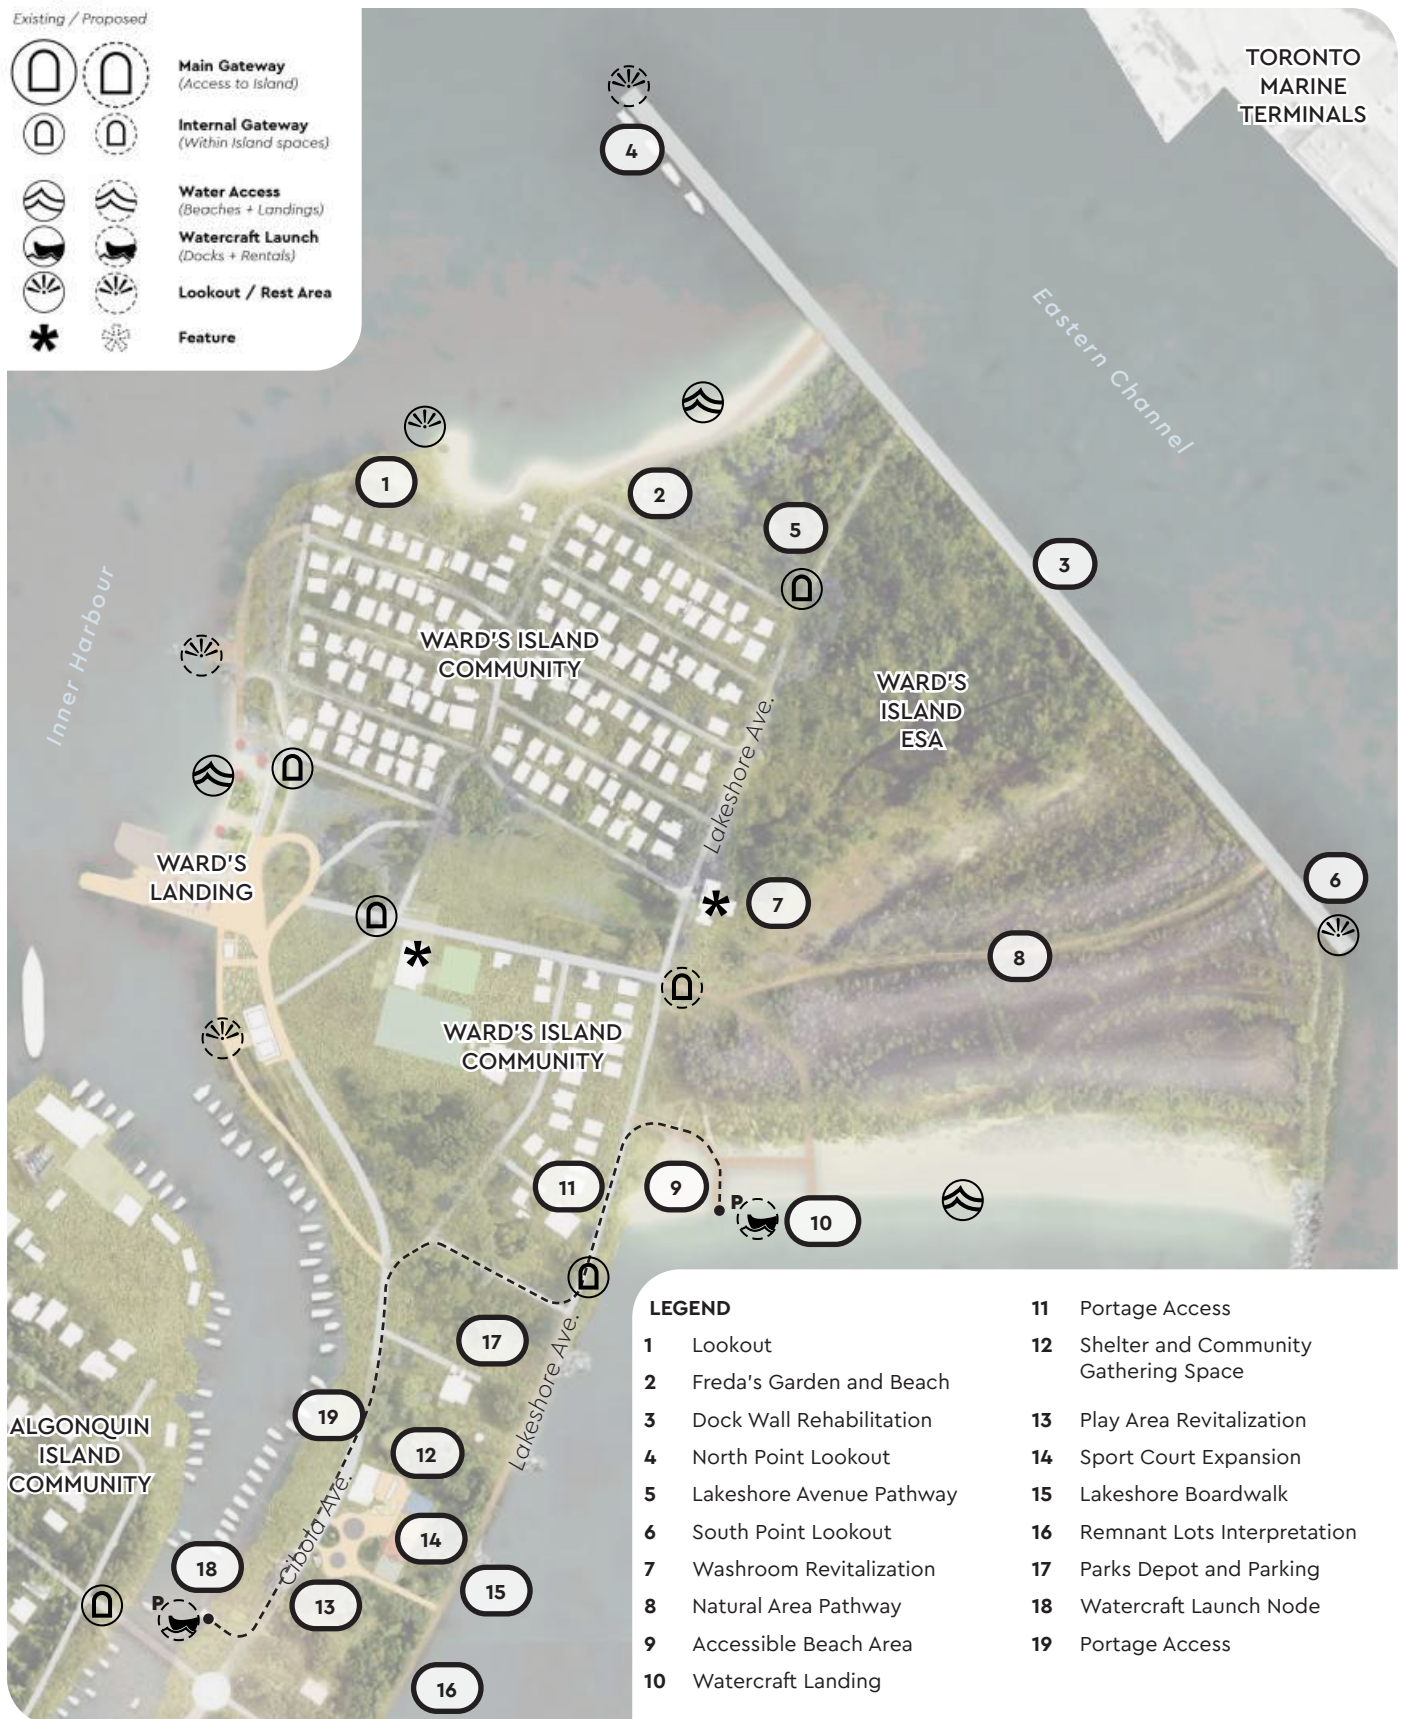 Existing / Proposed
Main Gateway
(Access to Island)
Internal Gateway
(Within Island spaces)
Water Access
(Beaches + Landings)
Watercraft Launch
(Docks + Rentals)
Lookout / Rest Area
Feature
TORONTO
MARINE
TERMINALS
4
Eastern Channel
1
2
5
3
Inner Harbour
WARD'S ISLAND
COMMUNITY
WARD'S
ISLAND
ESA
Lakeshore Ave.
WARD'S
LANDING
6
7
8
WARD'S ISLAND
COMMUNITY
11
9
P
10
17
Lakeshore Ave.
19
ALGONQUIN
ISLAND
COMMUNITY
12
Cibola Ave.
14
18
P
13
15
16
LEGEND
1 Lookout
2 Freda's Garden and Beach
3 Dock Wall Rehabilitation
4 North Point Lookout
5 Lakeshore Avenue Pathway
6 South Point Lookout
7 Washroom Revitalization
8 Natural Area Pathway
9 Accessible Beach Area
10 Watercraft Landing
11 Portage Access
12 Shelter and Community
Gathering Space
13 Play Area Revitalization
14 Sport Court Expansion
15 Lakeshore Boardwalk
16 Remnant Lots Interpretation
17 Parks Depot and Parking
18 Watercraft Launch Node
19 Portage Access